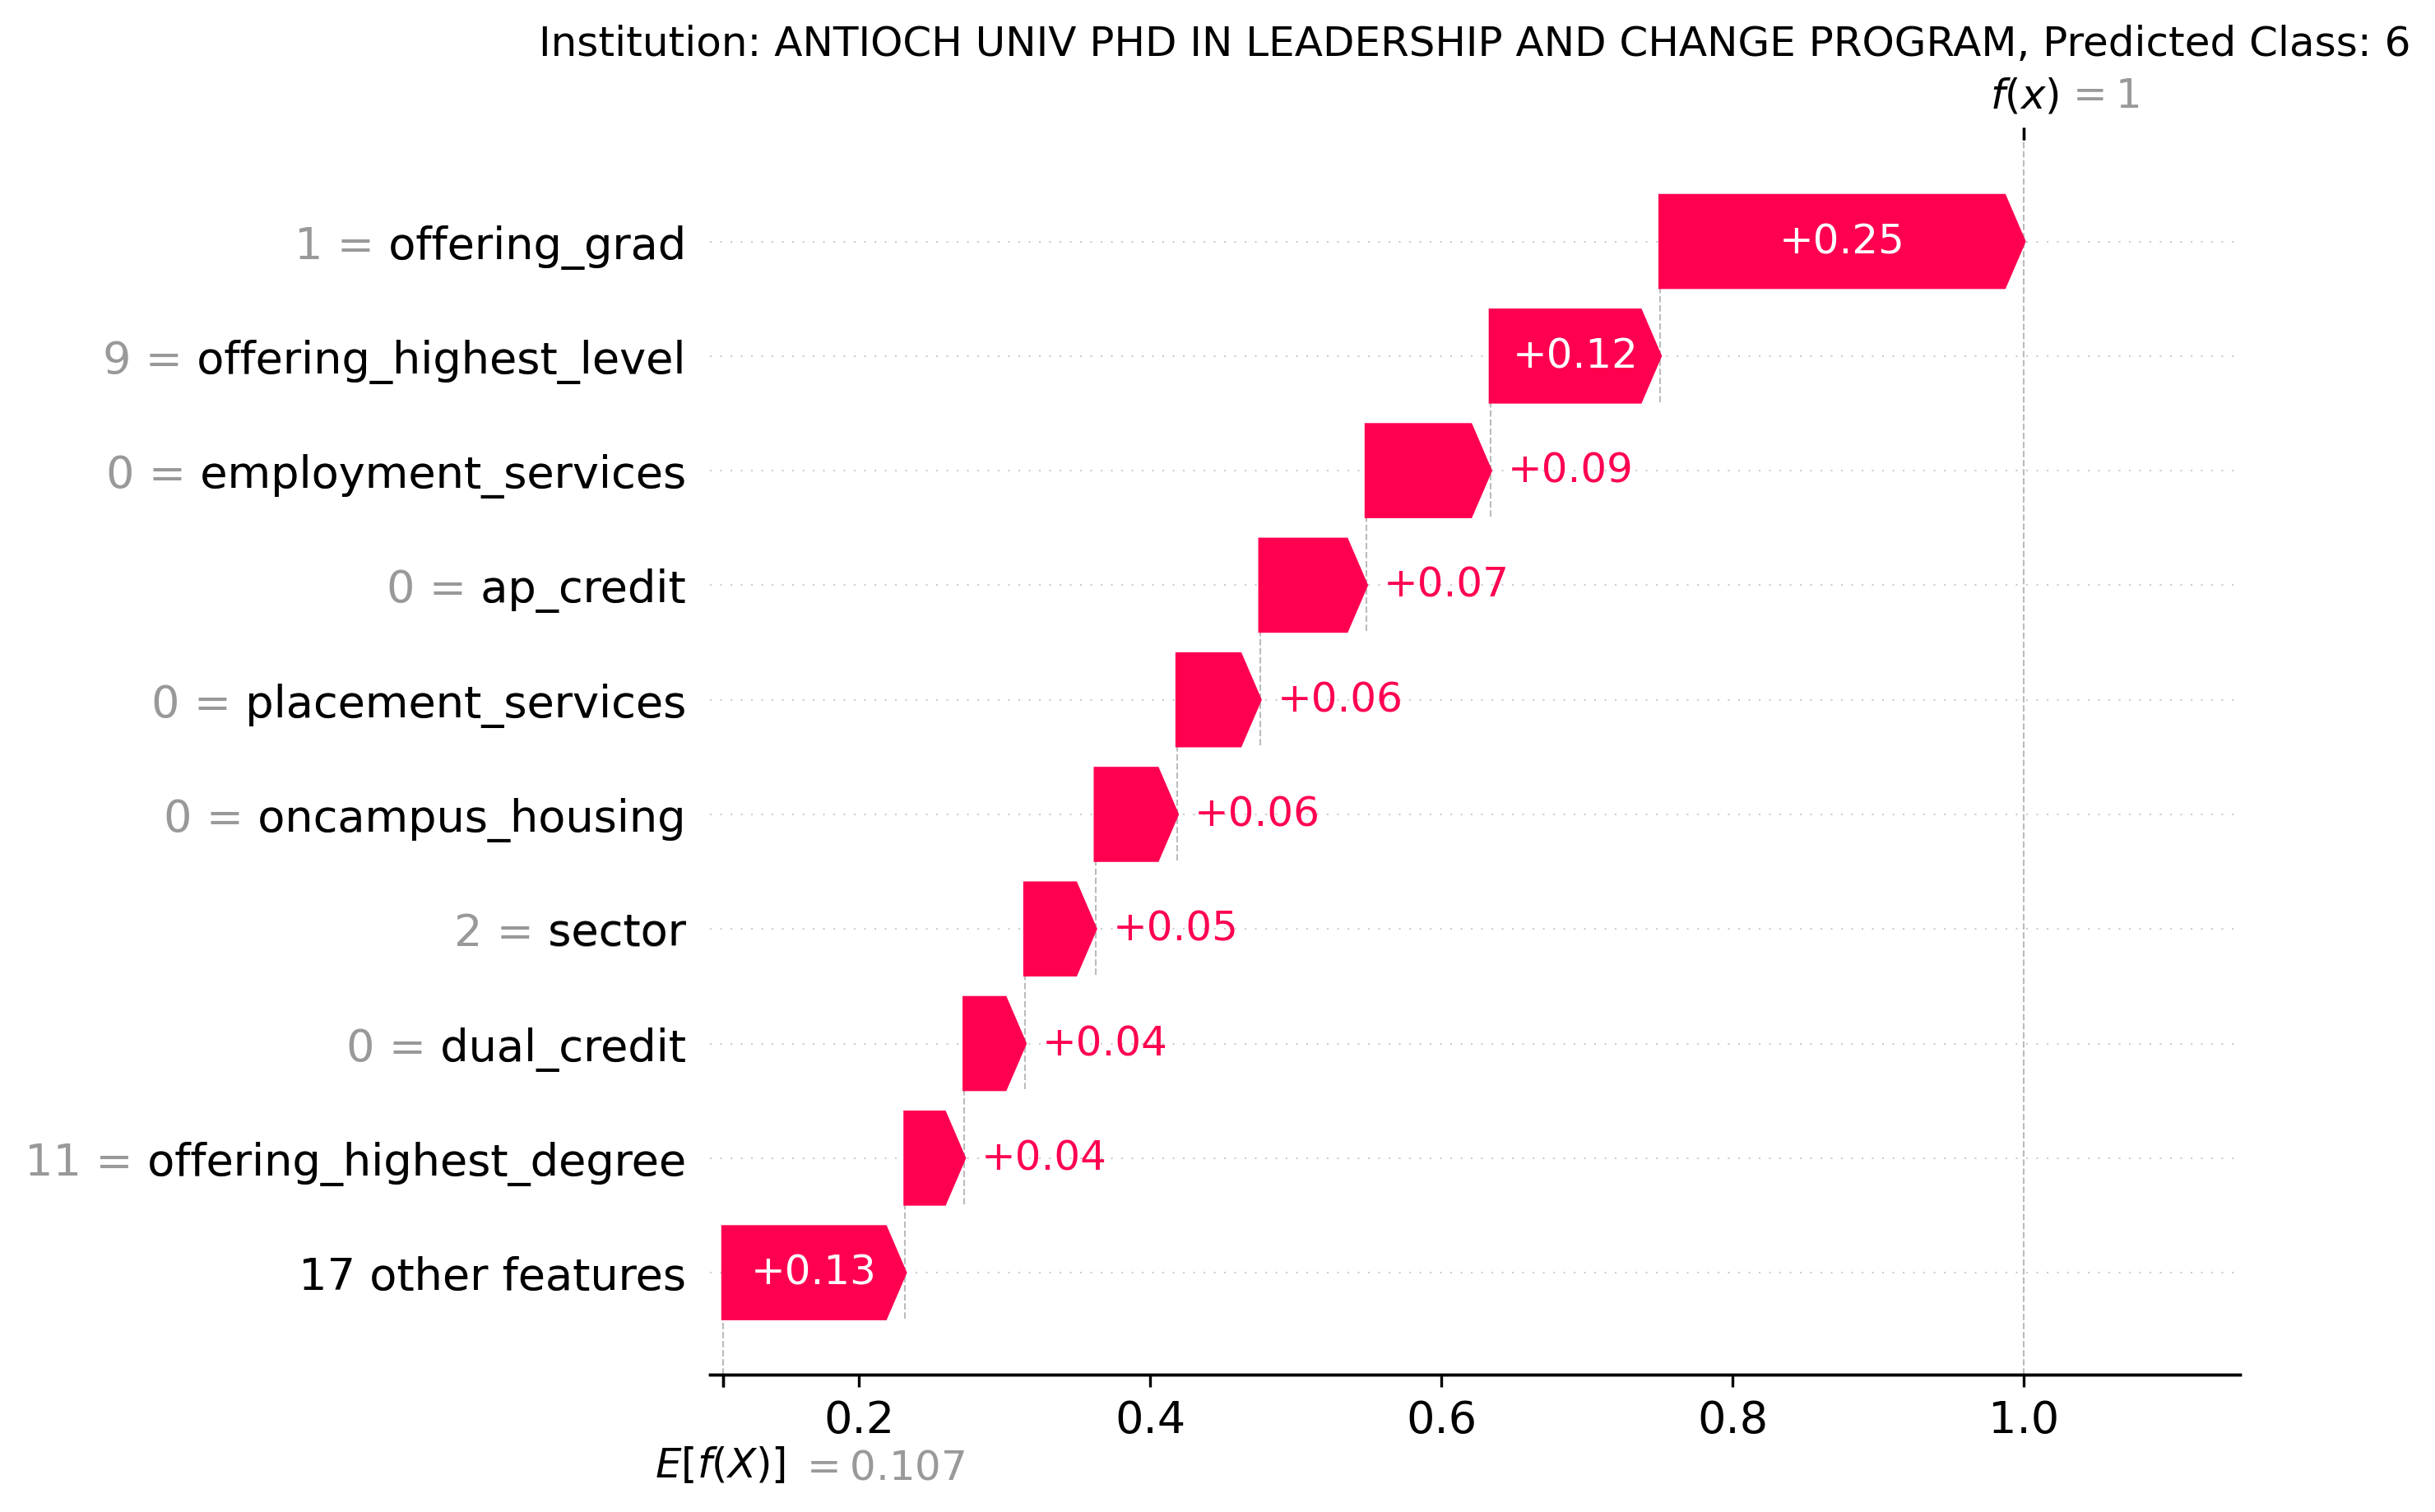 Institution: ANTIOCH UNIV PHD IN LEADERSHIP AND CHANGE PROGRAM, Predicted Class: 6
f(x) = 1
1 = offering_grad +0.25
9 = offering_highest_level +0.12
0 = employment_services +0.09
0 = ap_credit +0.07
0 = placement_services +0.06
0 = oncampus_housing +0.06
2 = sector +0.05
0 = dual_credit +0.04
11 = offering_highest_degree +0.04
17 other features +0.13
0.2 0.4 0.6 0.8 1.0
E[f(X)] = 0.107